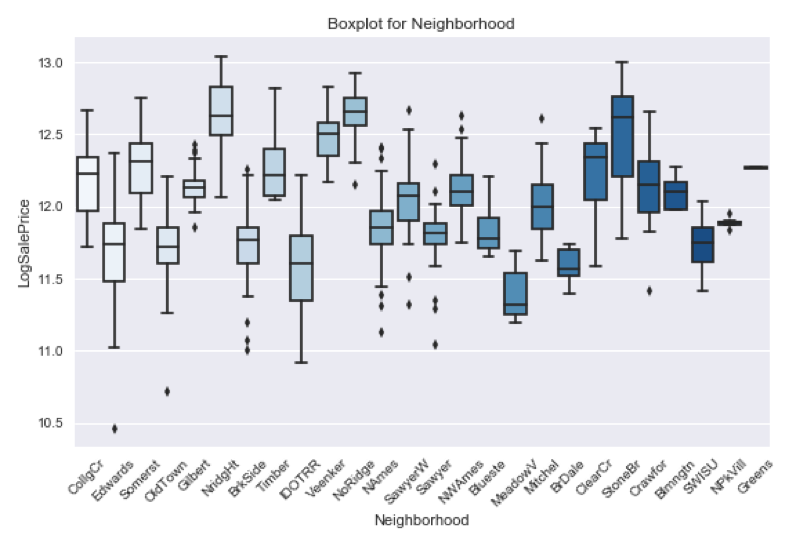 Boxplot for Neighborhood
LogSalePrice
13.0
12.5
12.0
11.5
11.0
10.5
CollgCr
Edwards
Somerst
OldTown
Gilbert
NridgHt
BrkSide
Timber
IDOTRR
Veenker
NoRidge
NAmes
SawyerW
Sawyer
NWAmes
Blueste
MeadowV
Mitchel
BrDale
ClearCr
StoneBr
Crawfor
Blmngtn
SWISU
NPkVill
Greens
Neighborhood